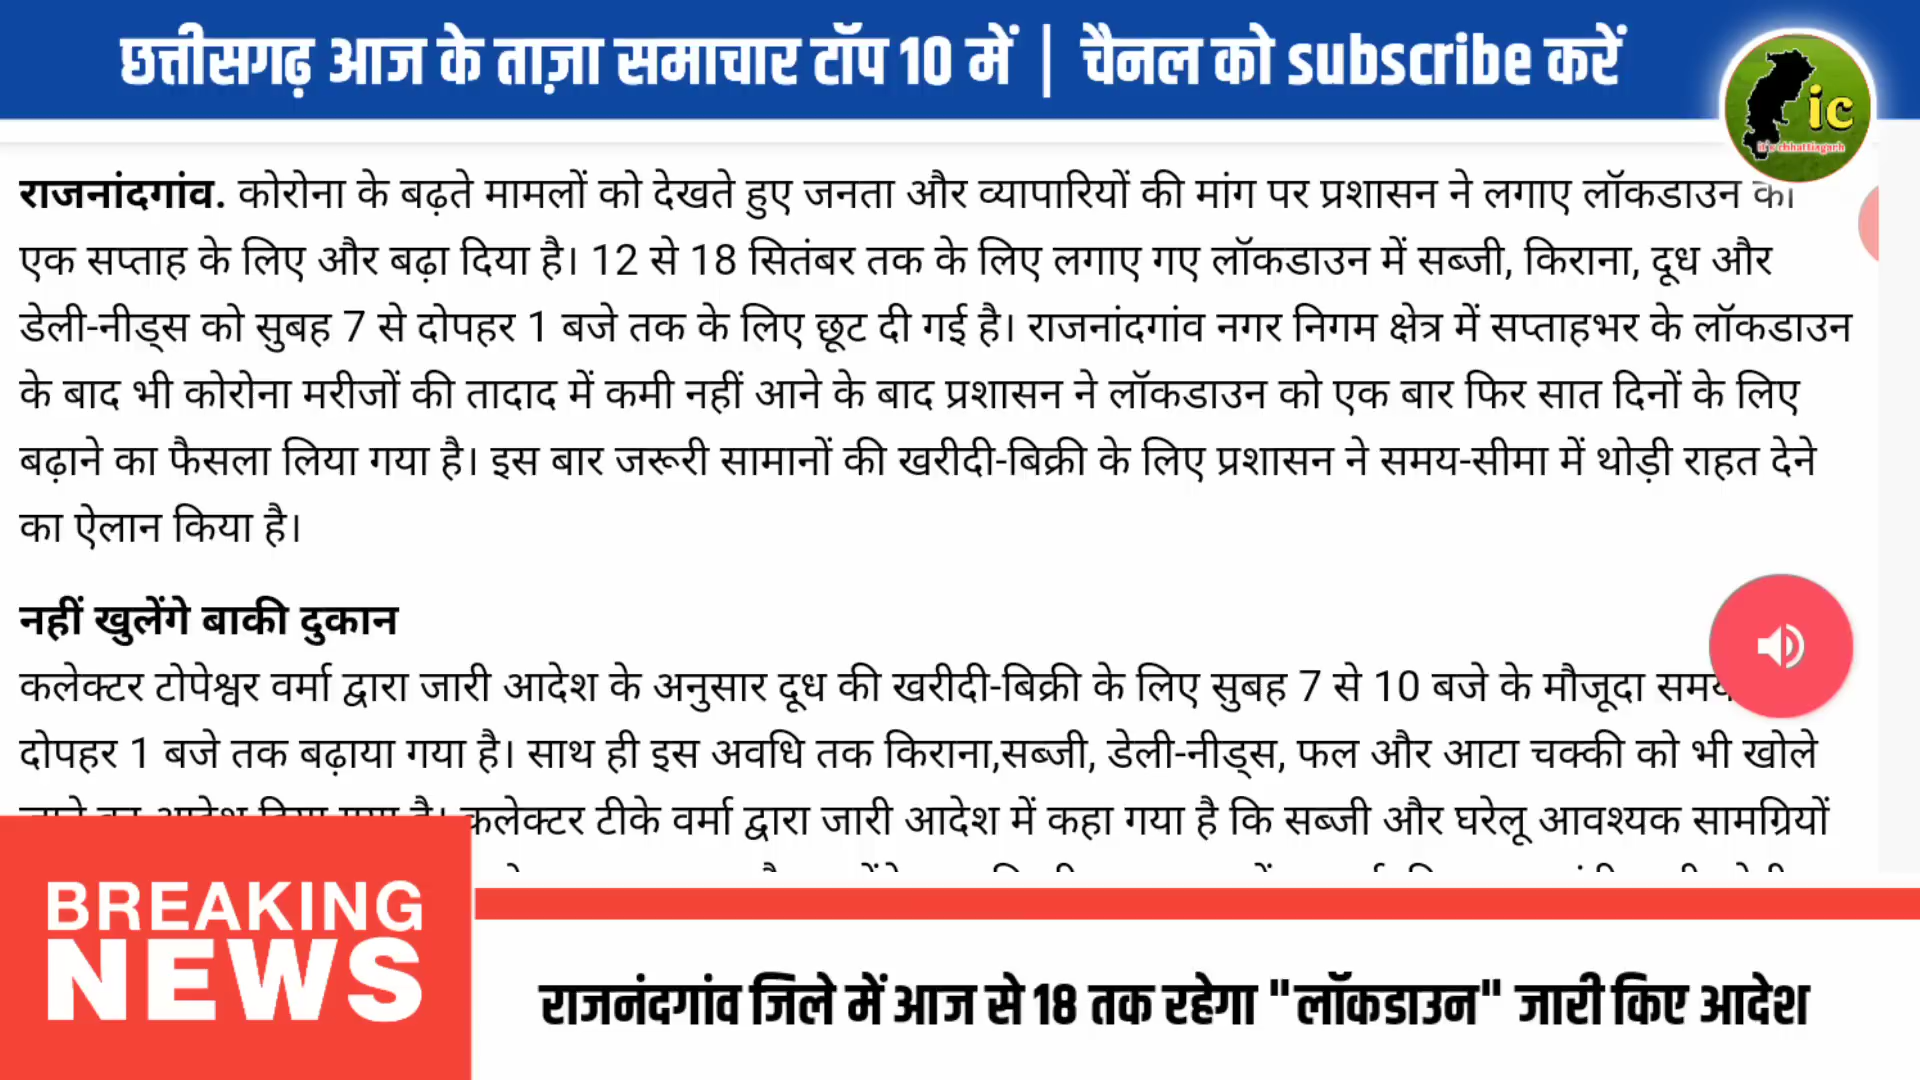 छत्तीसगढ़ आज के ताज़ा समाचार टॉप 10 में | चैनल को subscribe करें
ic
it's chhattisgarh
राजनांदगांव. कोरोना के बढ़ते मामलों को देखते हुए जनता और व्यापारियों की मांग पर प्रशासन ने लगाए लॉकडाउन को
एक सप्ताह के लिए और बढ़ा दिया है। 12 से 18 सितंबर तक के लिए लगाए गए लॉकडाउन में सब्जी, किराना, दूध और
डेली-नीड्स को सुबह 7 से दोपहर 1 बजे तक के लिए छूट दी गई है। राजनांदगांव नगर निगम क्षेत्र में सप्ताहभर के लॉकडाउन
के बाद भी कोरोना मरीजों की तादाद में कमी नहीं आने के बाद प्रशासन ने लॉकडाउन को एक बार फिर सात दिनों के लिए
बढ़ाने का फैसला लिया गया है। इस बार जरूरी सामानों की खरीदी-बिक्री के लिए प्रशासन ने समय-सीमा में थोड़ी राहत देने
का ऐलान किया है।
नहीं खुलेंगे बाकी दुकान
कलेक्टर टोपेश्वर वर्मा द्वारा जारी आदेश के अनुसार दूध की खरीदी-बिक्री के लिए सुबह 7 से 10 बजे के मौजूदा समय
दोपहर 1 बजे तक बढ़ाया गया है। साथ ही इस अवधि तक किराना,सब्जी, डेली-नीड्स, फल और आटा चक्की को भी खोले
जाने का आदेश दिया गया है। कलेक्टर टीके वर्मा द्वारा जारी आदेश में कहा गया है कि सब्जी और घरेलू आवश्यक सामग्रियों
BREAKING
NEWS
राजनंदगांव जिले में आज से 18 तक रहेगा "लॉकडाउन" जारी किए आदेश